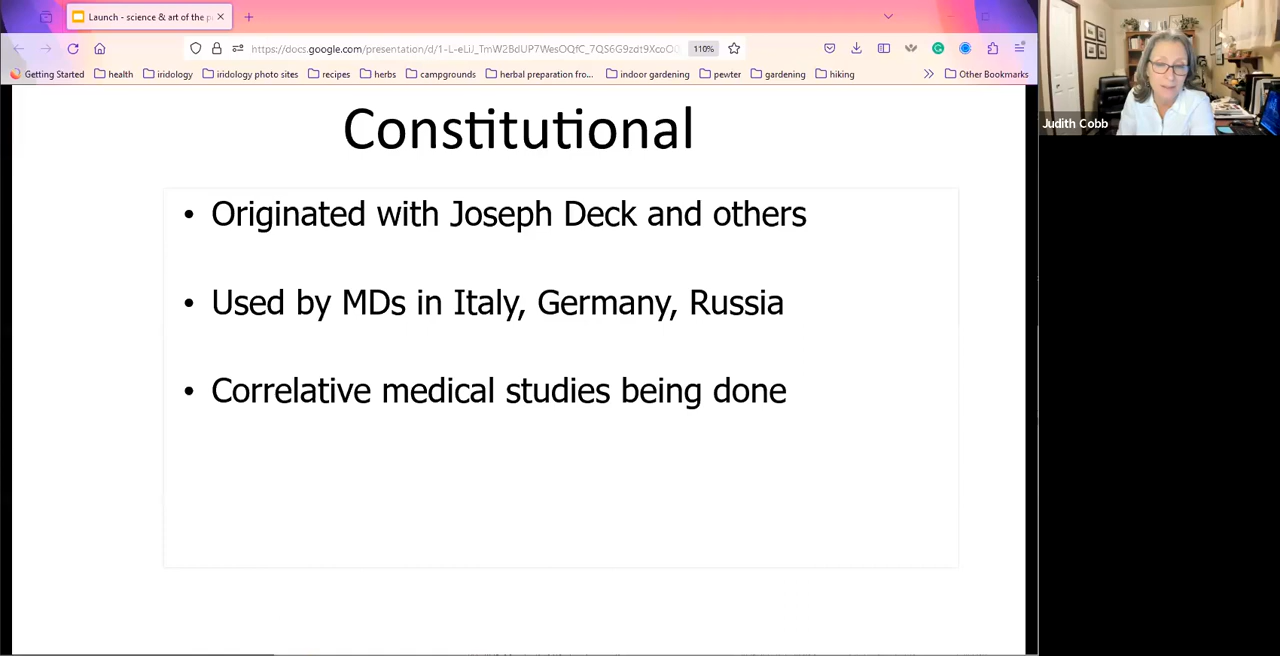 Launch - science & art of the p
https://docs.google.com/presentation/d/1-L-eLiJ_TmW2BdUP7WesOQfC_7QS6G9zdt9XcoO
110%
Getting Started health iridology iridology photo sites recipes herbs campgrounds herbal preparation fro... indoor gardening pewter gardening hiking Other Bookmarks
Judith Cobb
Constitutional
• Originated with Joseph Deck and others
• Used by MDs in Italy, Germany, Russia
• Correlative medical studies being done